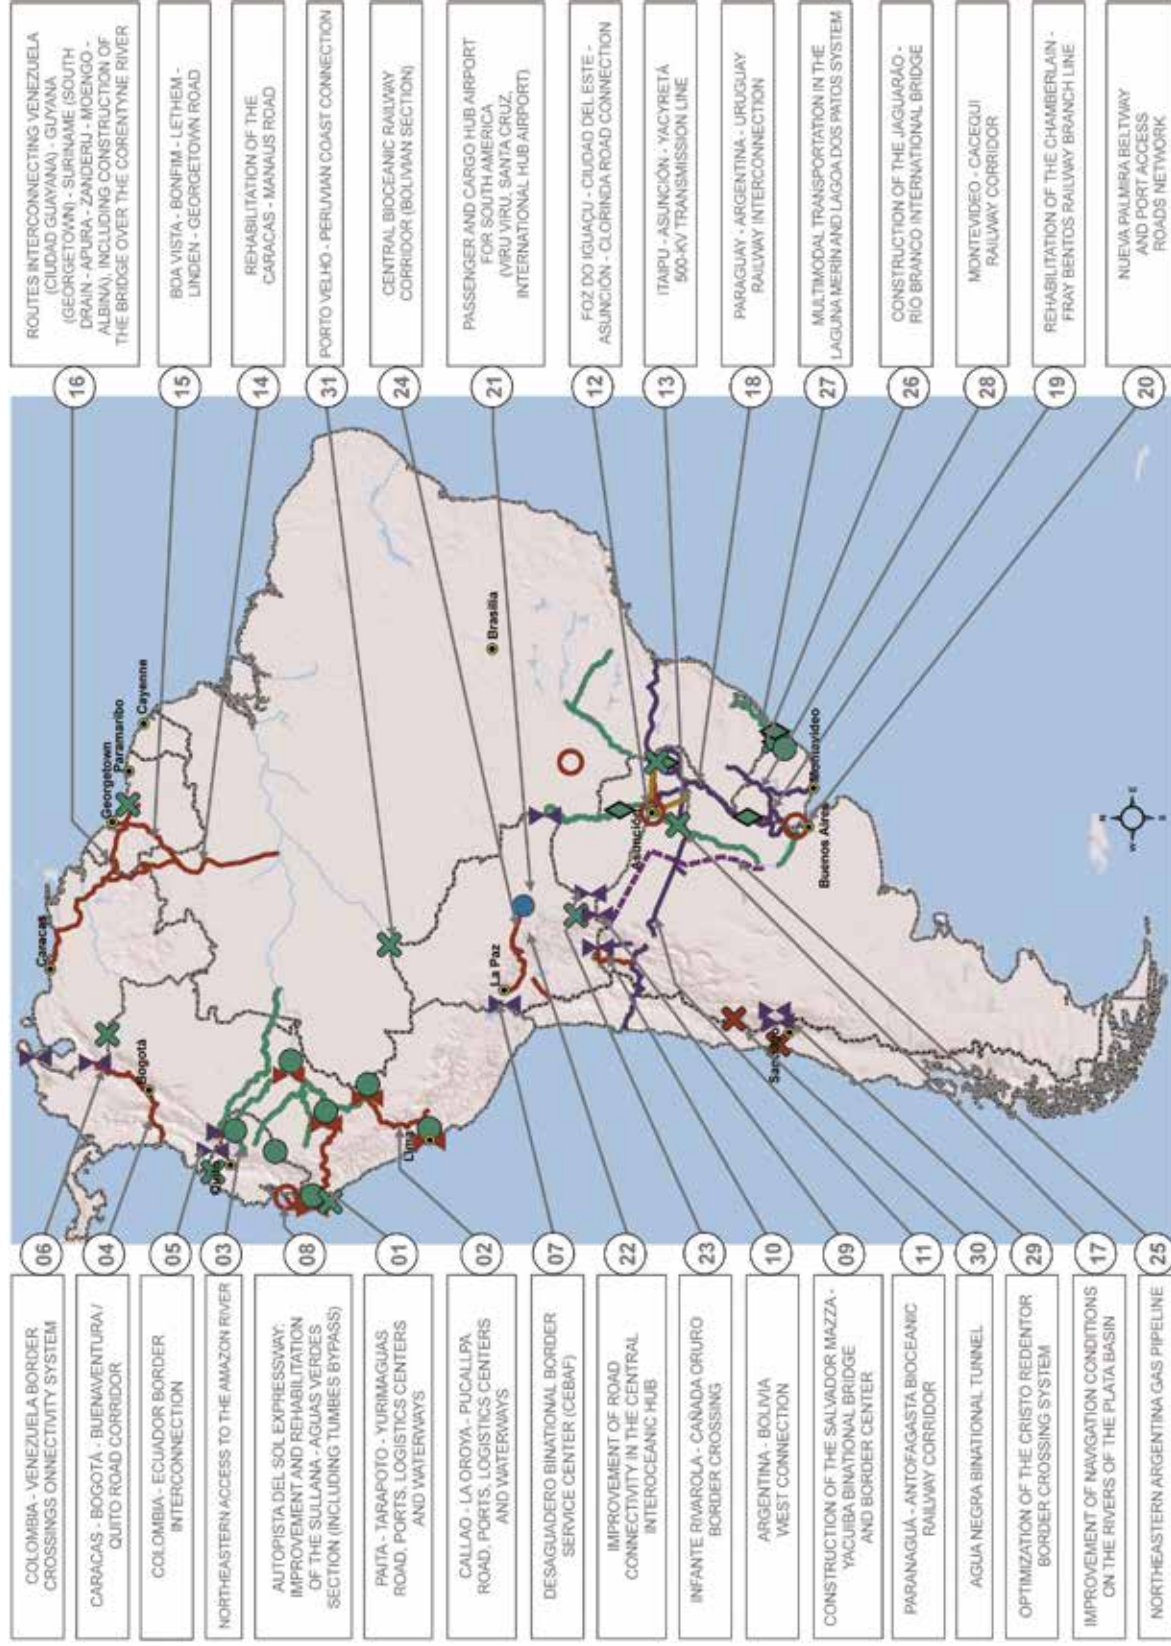 COLOMBIA - VENEZUELA BORDER
CROSSINGS ONNECTIVITY SYSTEM
06
CARACAS - BOGOTÁ - BUENAVENTURA /
QUITO ROAD CORRIDOR
04
COLOMBIA - ECUADOR BORDER
INTERCONNECTION
05
NORTHEASTERN ACCESS TO THE AMAZON RIVER
03
AUTOPISTA DEL SOL EXPRESSWAY:
IMPROVEMENT AND REHABILITATION
OF THE SULLANA - AGUAS VERDES
SECTION (INCLUDING TUMBES BYPASS)
08
PAITA - TARAPOTO - YURIMAGUAS
ROAD, PORTS, LOGISTICS CENTERS
AND WATERWAYS
01
CALLAO - LA OROYA - PUCALLPA
ROAD, PORTS, LOGISTICS CENTERS
AND WATERWAYS
02
DESAGUADERO BINATIONAL BORDER
SERVICE CENTER (CEBAF)
07
IMPROVEMENT OF ROAD
CONNECTIVITY IN THE CENTRAL
INTEROCEANIC HUB
22
INFANTE RIVAROLA - CAÑADA ORURO
BORDER CROSSING
23
ARGENTINA - BOLIVIA
WEST CONNECTION
10
CONSTRUCTION OF THE SALVADOR MAZZA -
YACUIBA BINATIONAL BRIDGE
AND BORDER CENTER
09
PARANAGUÁ - ANTOFAGASTA BIOCEANIC
RAILWAY CORRIDOR
11
AGUA NEGRA BINATIONAL TUNNEL
30
OPTIMIZATION OF THE CRISTO REDENTOR
BORDER CROSSING SYSTEM
29
IMPROVEMENT OF NAVIGATION CONDITIONS
ON THE RIVERS OF THE PLATA BASIN
17
NORTHEASTERN ARGENTINA GAS PIPELINE
25
Caracas
Bogotá
Quito
Lima
Georgetown
Paramaribo
Cayenne
La Paz
Brasilia
Asunción
Buenos Aires
Montevideo
N
W
E
S
16
ROUTES INTERCONNECTING VENEZUELA
(CIUDAD GUAYANA) - GUYANA
(GEORGETOWN) - SURINAME (SOUTH
DRAIN - APURA - ZANDERIJ - MOENGO -
ALBINA), INCLUDING CONSTRUCTION OF
THE BRIDGE OVER THE CORENTYNE RIVER
15
BOA VISTA - BONFIM - LETHEM -
LINDEN - GEORGETOWN ROAD
14
REHABILITATION OF THE
CARACAS - MANAUS ROAD
31
PORTO VELHO - PERUVIAN COAST CONNECTION
24
CENTRAL BIOCEANIC RAILWAY
CORRIDOR (BOLIVIAN SECTION)
21
PASSENGER AND CARGO HUB AIRPORT
FOR SOUTH AMERICA
(VIRU VIRU, SANTA CRUZ,
INTERNATIONAL HUB AIRPORT)
12
FOZ DO IGUAÇU - CIUDAD DEL ESTE -
ASUNCIÓN - CLORINDA ROAD CONNECTION
13
ITAIPU - ASUNCIÓN - YACYRETÁ
500-KV TRANSMISSION LINE
18
PARAGUAY - ARGENTINA - URUGUAY
RAILWAY INTERCONNECTION
27
MULTIMODAL TRANSPORTATION IN THE
LAGUNA MERÍN AND LAGOA DOS PATOS SYSTEM
26
CONSTRUCTION OF THE JAGUARÃO -
RÍO BRANCO INTERNATIONAL BRIDGE
28
MONTEVIDEO - CACEQUI
RAILWAY CORRIDOR
19
REHABILITATION OF THE CHAMBERLAIN -
FRAY BENTOS RAILWAY BRANCH LINE
20
NUEVA PALMIRA BELTWAY
AND PORT ACCESS
ROADS NETWORK